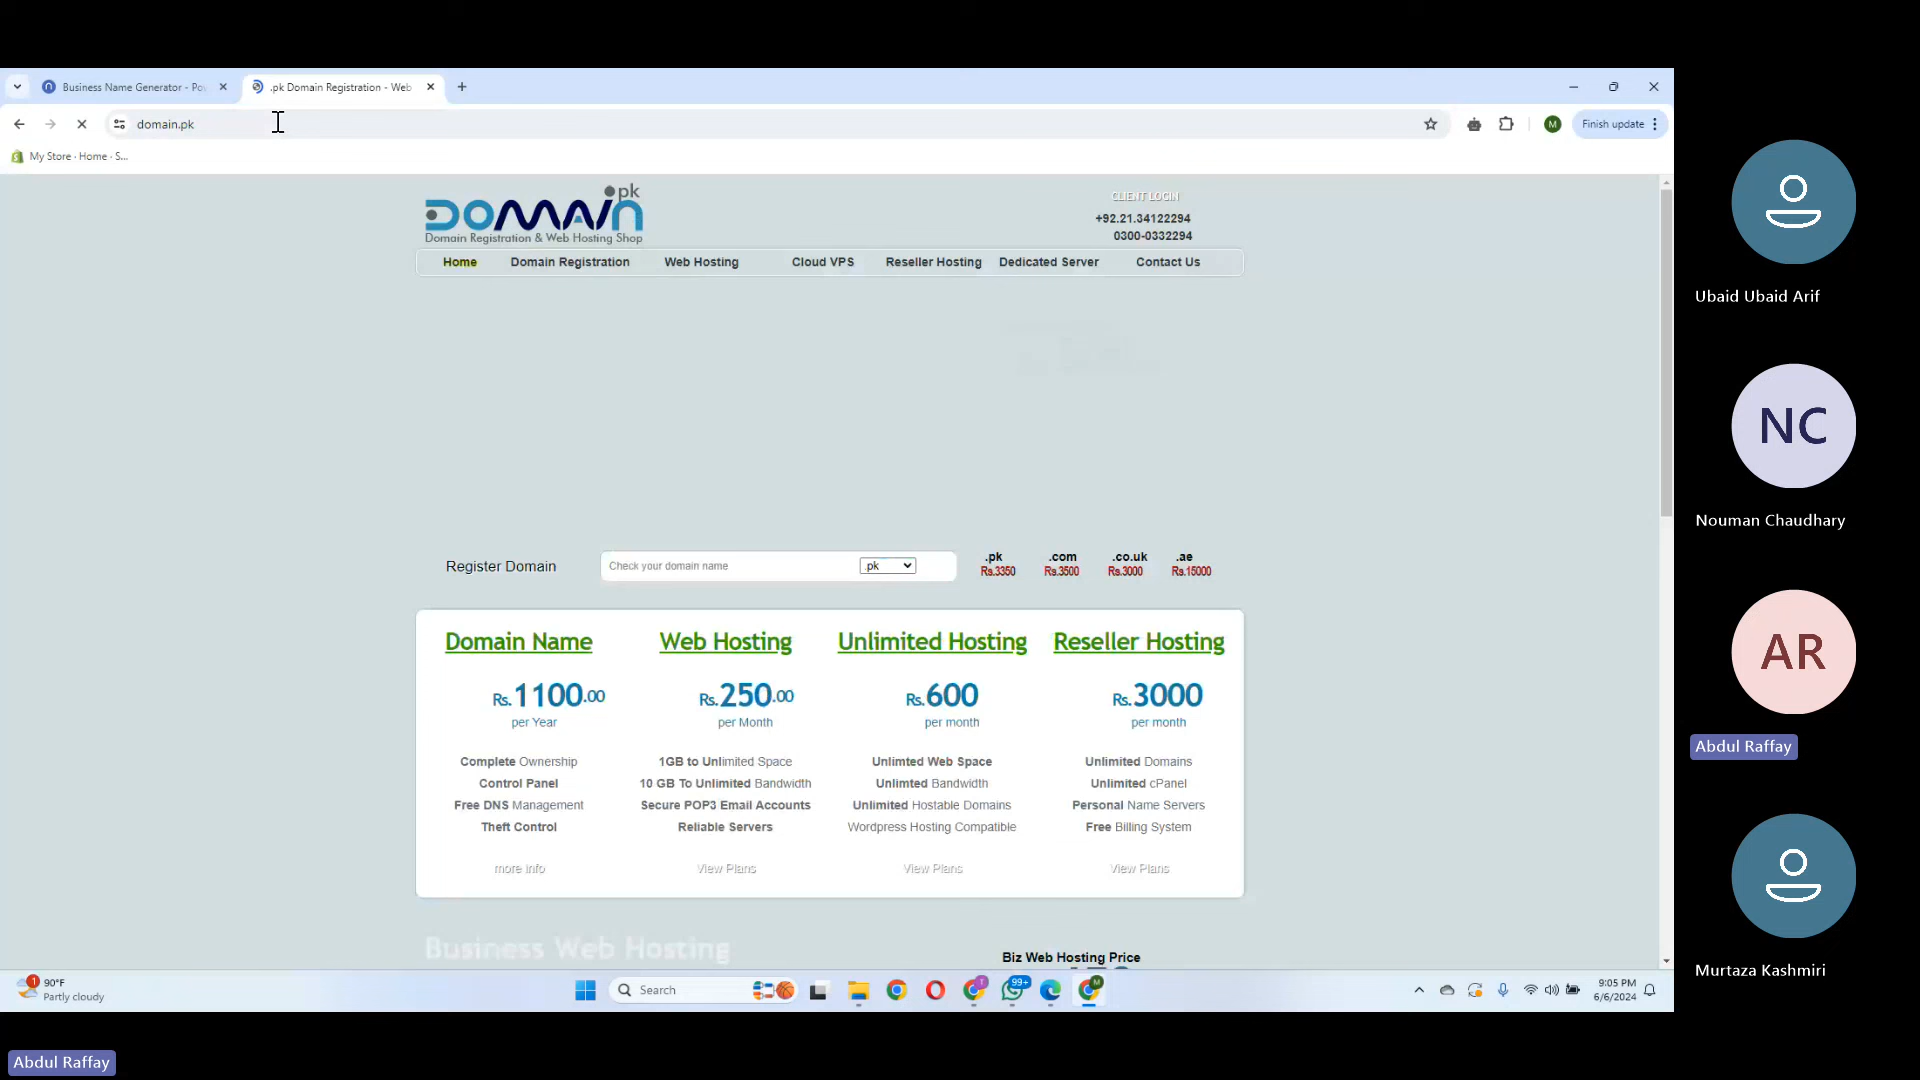 Business Name Generator - Po
.pk Domain Registration - Web
domain.pk
M
Finish update
My Store · Home · S...
.pk
DOMAIN
Domain Registration & Web Hosting Shop
CLIENT LOGIN
+92.21.34122294
0300-0332294
Home Domain Registration Web Hosting Cloud VPS Reseller Hosting Dedicated Server Contact Us
Register Domain
Check your domain name
.pk
.pk .com .co.uk .ae
Rs.3350 Rs.3500 Rs.3000 Rs.15000
Domain Name Web Hosting Unlimited Hosting Reseller Hosting
Rs.1100.00 Rs.250.00 Rs.600 Rs.3000
per Year per Month per month per month
Complete Ownership 1GB to Unlimited Space Unlimted Web Space Unlimited Domains
Control Panel 10 GB To Unlimited Bandwidth Unlimted Bandwidth Unlimited cPanel
Free DNS Management Secure POP3 Email Accounts Unlimited Hostable Domains Personal Name Servers
Theft Control Reliable Servers Wordpress Hosting Compatible Free Billing System
more info View Plans View Plans View Plans
Business Web Hosting
Biz Web Hosting Price
1
90°F
Partly cloudy
Search
99+
M
9:05 PM
6/6/2024
Ubaid Ubaid Arif
NC
Nouman Chaudhary
AR
Abdul Raffay
Murtaza Kashmiri
Abdul Raffay